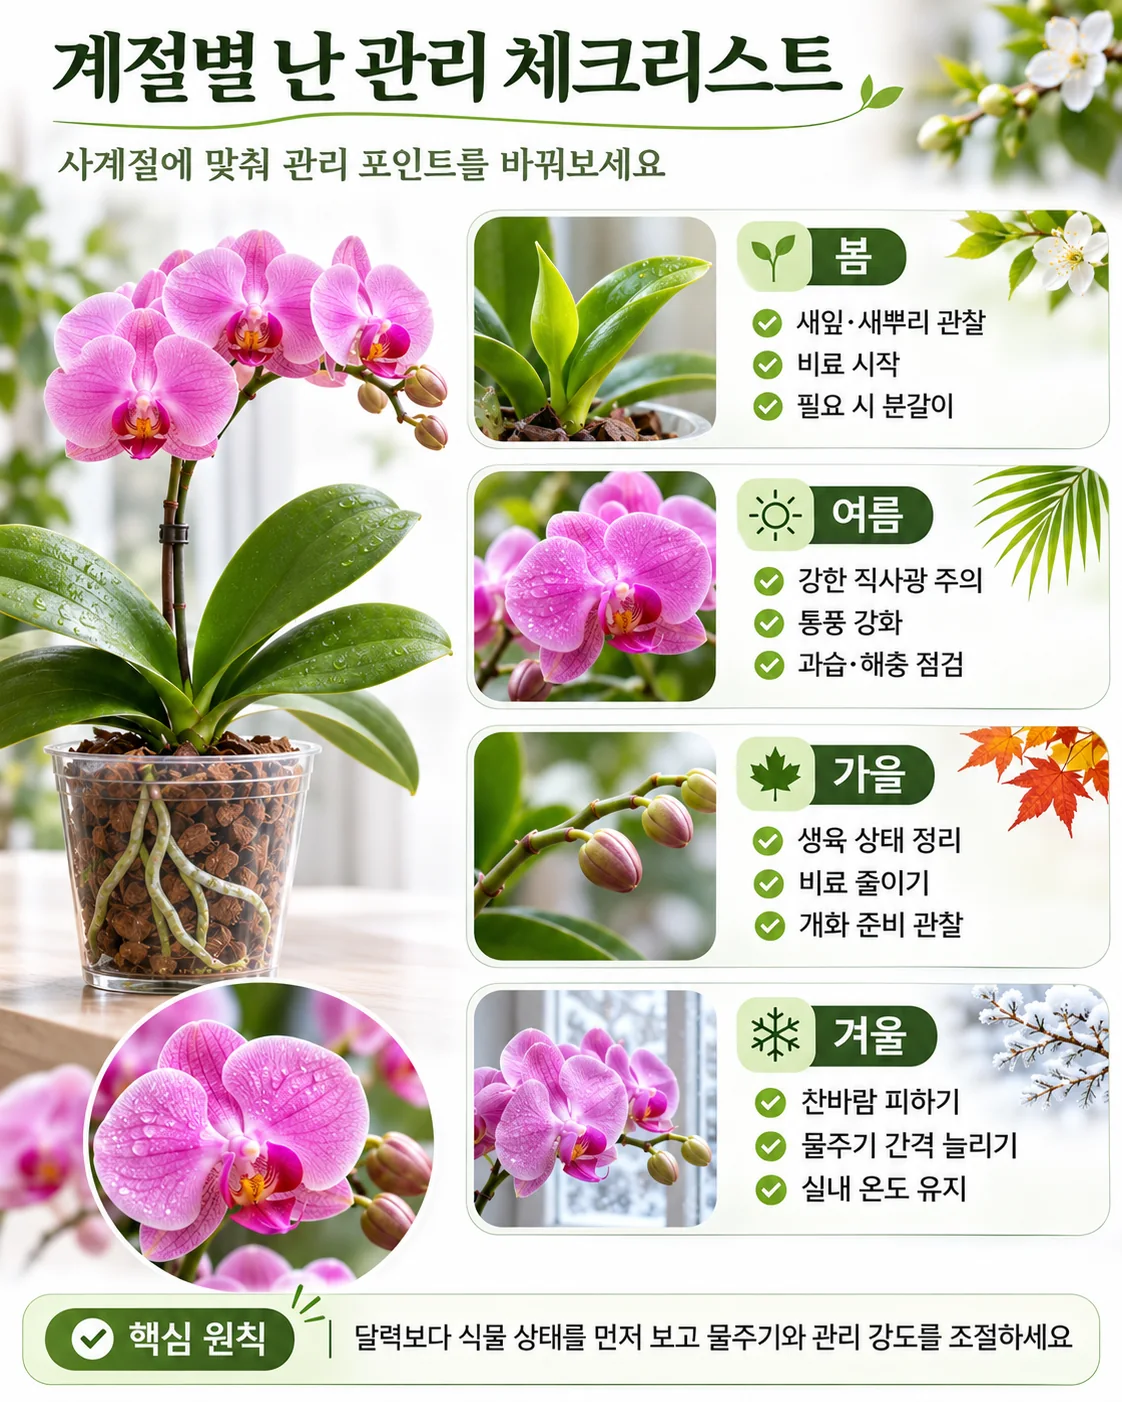 계절별 난 관리 체크리스트
사계절에 맞춰 관리 포인트를 바꿔보세요
봄
새잎·새뿌리 관찰
비료 시작
필요 시 분갈이
여름
강한 직사광 주의
통풍 강화
과습·해충 점검
가을
생육 상태 정리
비료 줄이기
개화 준비 관찰
겨울
찬바람 피하기
물주기 간격 늘리기
실내 온도 유지
핵심 원칙
달력보다 식물 상태를 먼저 보고 물주기와 관리 강도를 조절하세요